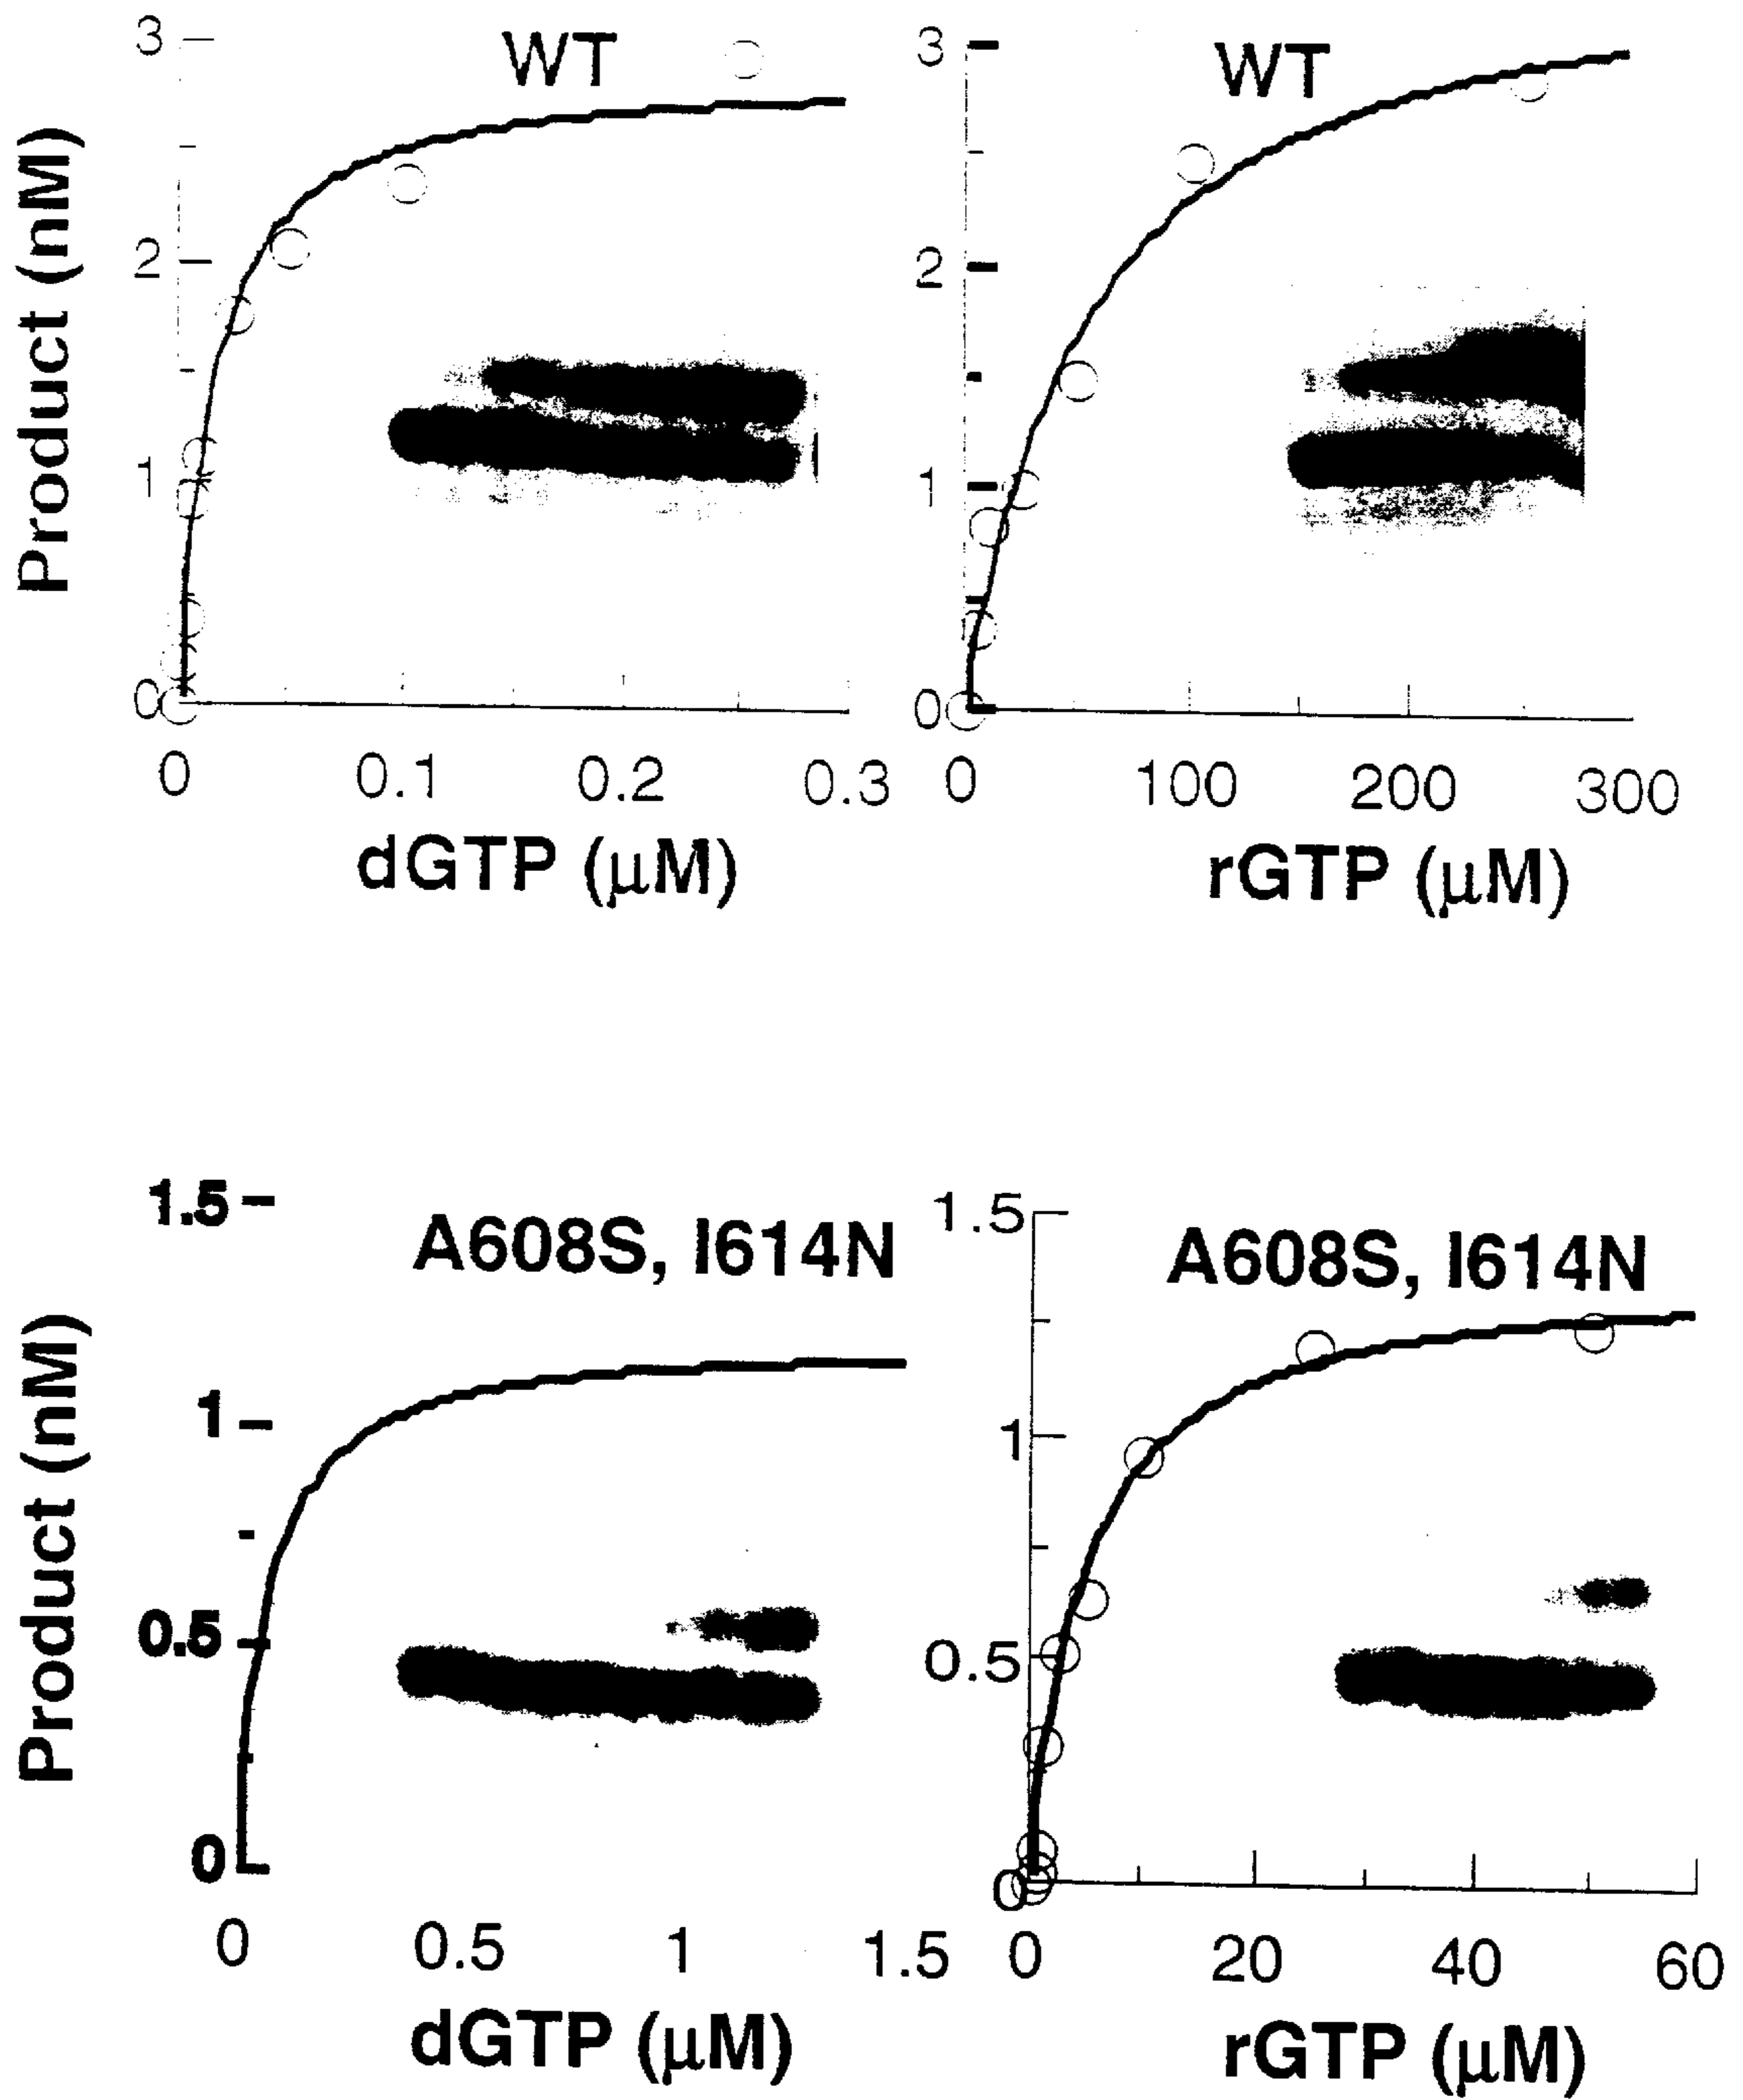 WT
WT
Product (nM)
3
2
1
0
0 0.1 0.2 0.3
dGTP (μM)
3
2
1
0
0 100 200 300
rGTP (μM)
A608S, I614N
A608S, I614N
Product (nM)
1.5
1
0.5
0
0 0.5 1 1.5
dGTP (μM)
1.5
1
0.5
0
0 20 40 60
rGTP (μM)